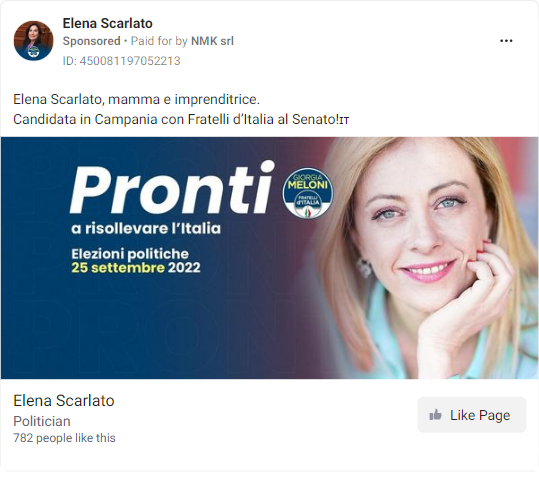 Elena Scarlato
Sponsored • Paid for by NMK srl
ID: 450081197052213
Elena Scarlato, mamma e imprenditrice.
Candidata in Campania con Fratelli d’Italia al Senato!🇮🇹
Pronti
a risollevare l’Italia
Elezioni politiche
25 settembre 2022
GIORGIA
MELONI
FRATELLI
d'ITALIA
Elena Scarlato
Politician
782 people like this
Like Page